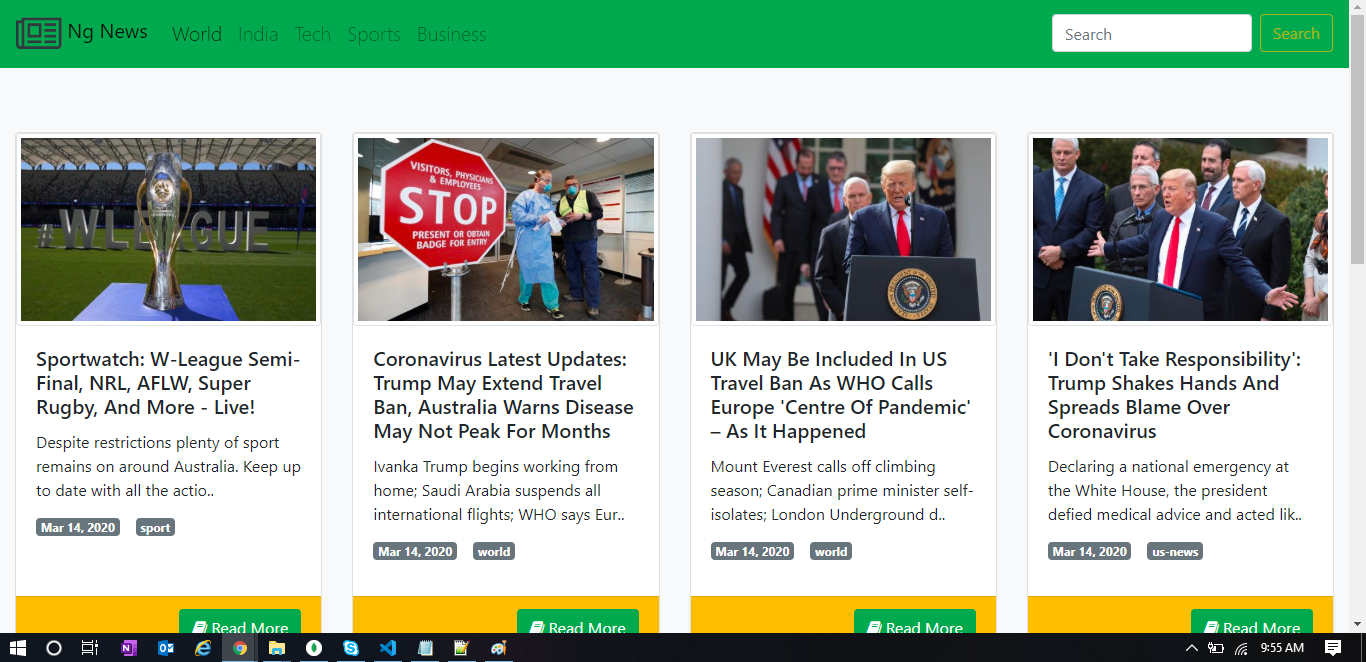 Ng News World India Tech Sports Business Search Search
#WLEAGUE
Sportwatch: W-League Semi-
Final, NRL, AFLW, Super
Rugby, And More - Live!
Despite restrictions plenty of sport
remains on around Australia. Keep up
to date with all the actio..
Mar 14, 2020 sport
Read More
VISITORS, PHYSICIANS
& EMPLOYEES
STOP
PRESENT OR OBTAIN
BADGE FOR ENTRY
Coronavirus Latest Updates:
Trump May Extend Travel
Ban, Australia Warns Disease
May Not Peak For Months
Ivanka Trump begins working from
home; Saudi Arabia suspends all
international flights; WHO says Eur..
Mar 14, 2020 world
Read More
UK May Be Included In US
Travel Ban As WHO Calls
Europe 'Centre Of Pandemic'
– As It Happened
Mount Everest calls off climbing
season; Canadian prime minister self-
isolates; London Underground d..
Mar 14, 2020 world
Read More
'I Don't Take Responsibility':
Trump Shakes Hands And
Spreads Blame Over
Coronavirus
Declaring a national emergency at
the White House, the president
defied medical advice and acted lik..
Mar 14, 2020 us-news
Read More
9:55 AM